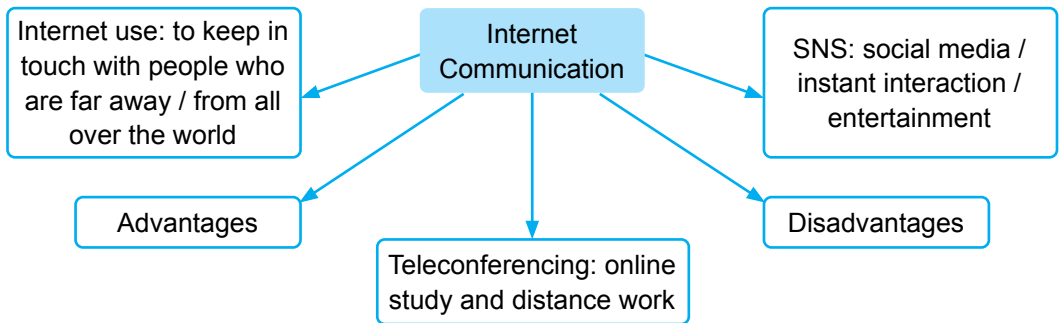 Internet use: to keep in
touch with people who
are far away / from all
over the world
Internet
Communication
SNS: social media /
instant interaction /
entertainment
Advantages
Teleconferencing: online
study and distance work
Disadvantages